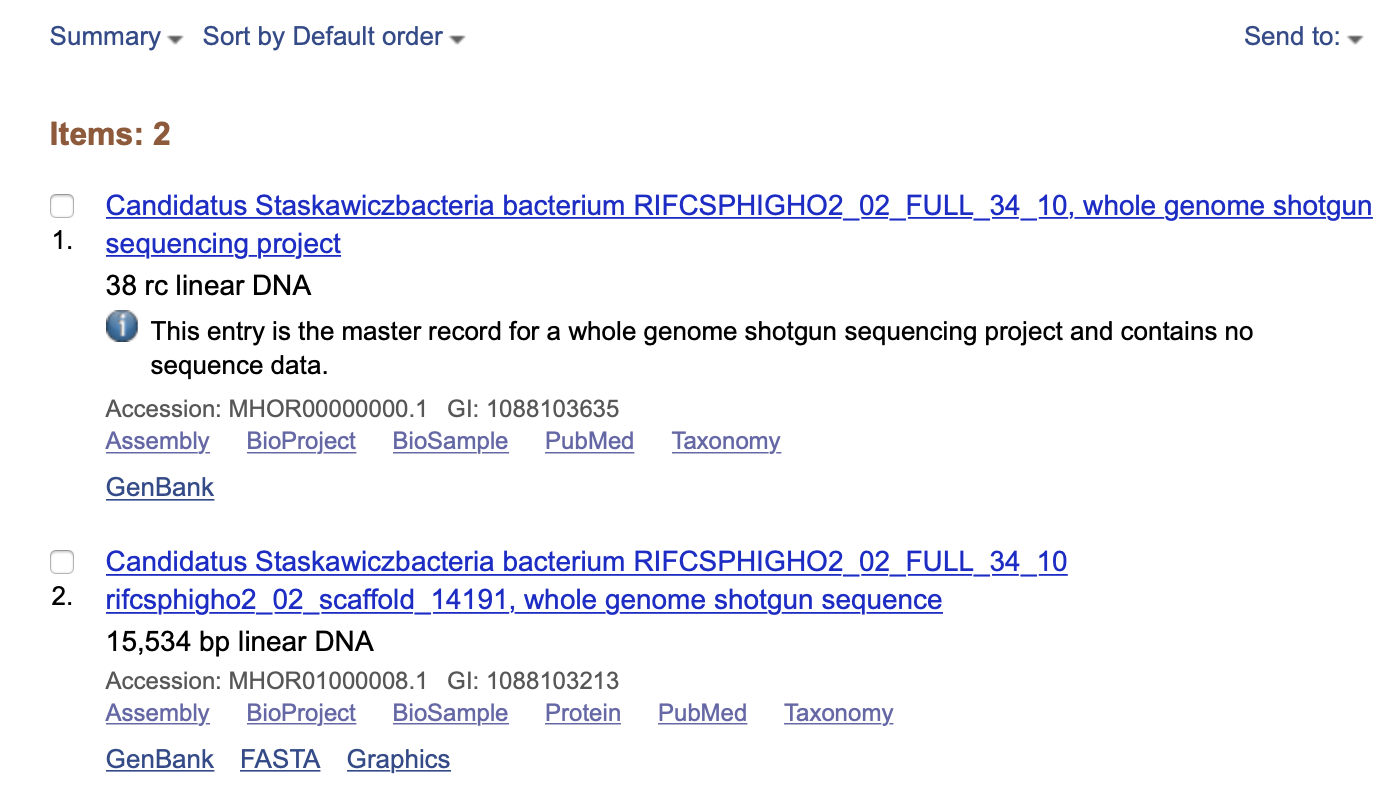 Summary Sort by Default order Send to:
Items: 2
Candidatus Staskawiczbacteria bacterium RIFCSPHIGHO2_02_FULL_34_10, whole genome shotgun
1. sequencing project
38 rc linear DNA
This entry is the master record for a whole genome shotgun sequencing project and contains no
sequence data.
Accession: MHOR00000000.1 GI: 1088103635
Assembly BioProject BioSample PubMed Taxonomy
GenBank
Candidatus Staskawiczbacteria bacterium RIFCSPHIGHO2_02_FULL_34_10
2. rifcsphigho2_02_scaffold_14191, whole genome shotgun sequence
15,534 bp linear DNA
Accession: MHOR01000008.1 GI: 1088103213
Assembly BioProject BioSample Protein PubMed Taxonomy
GenBank FASTA Graphics